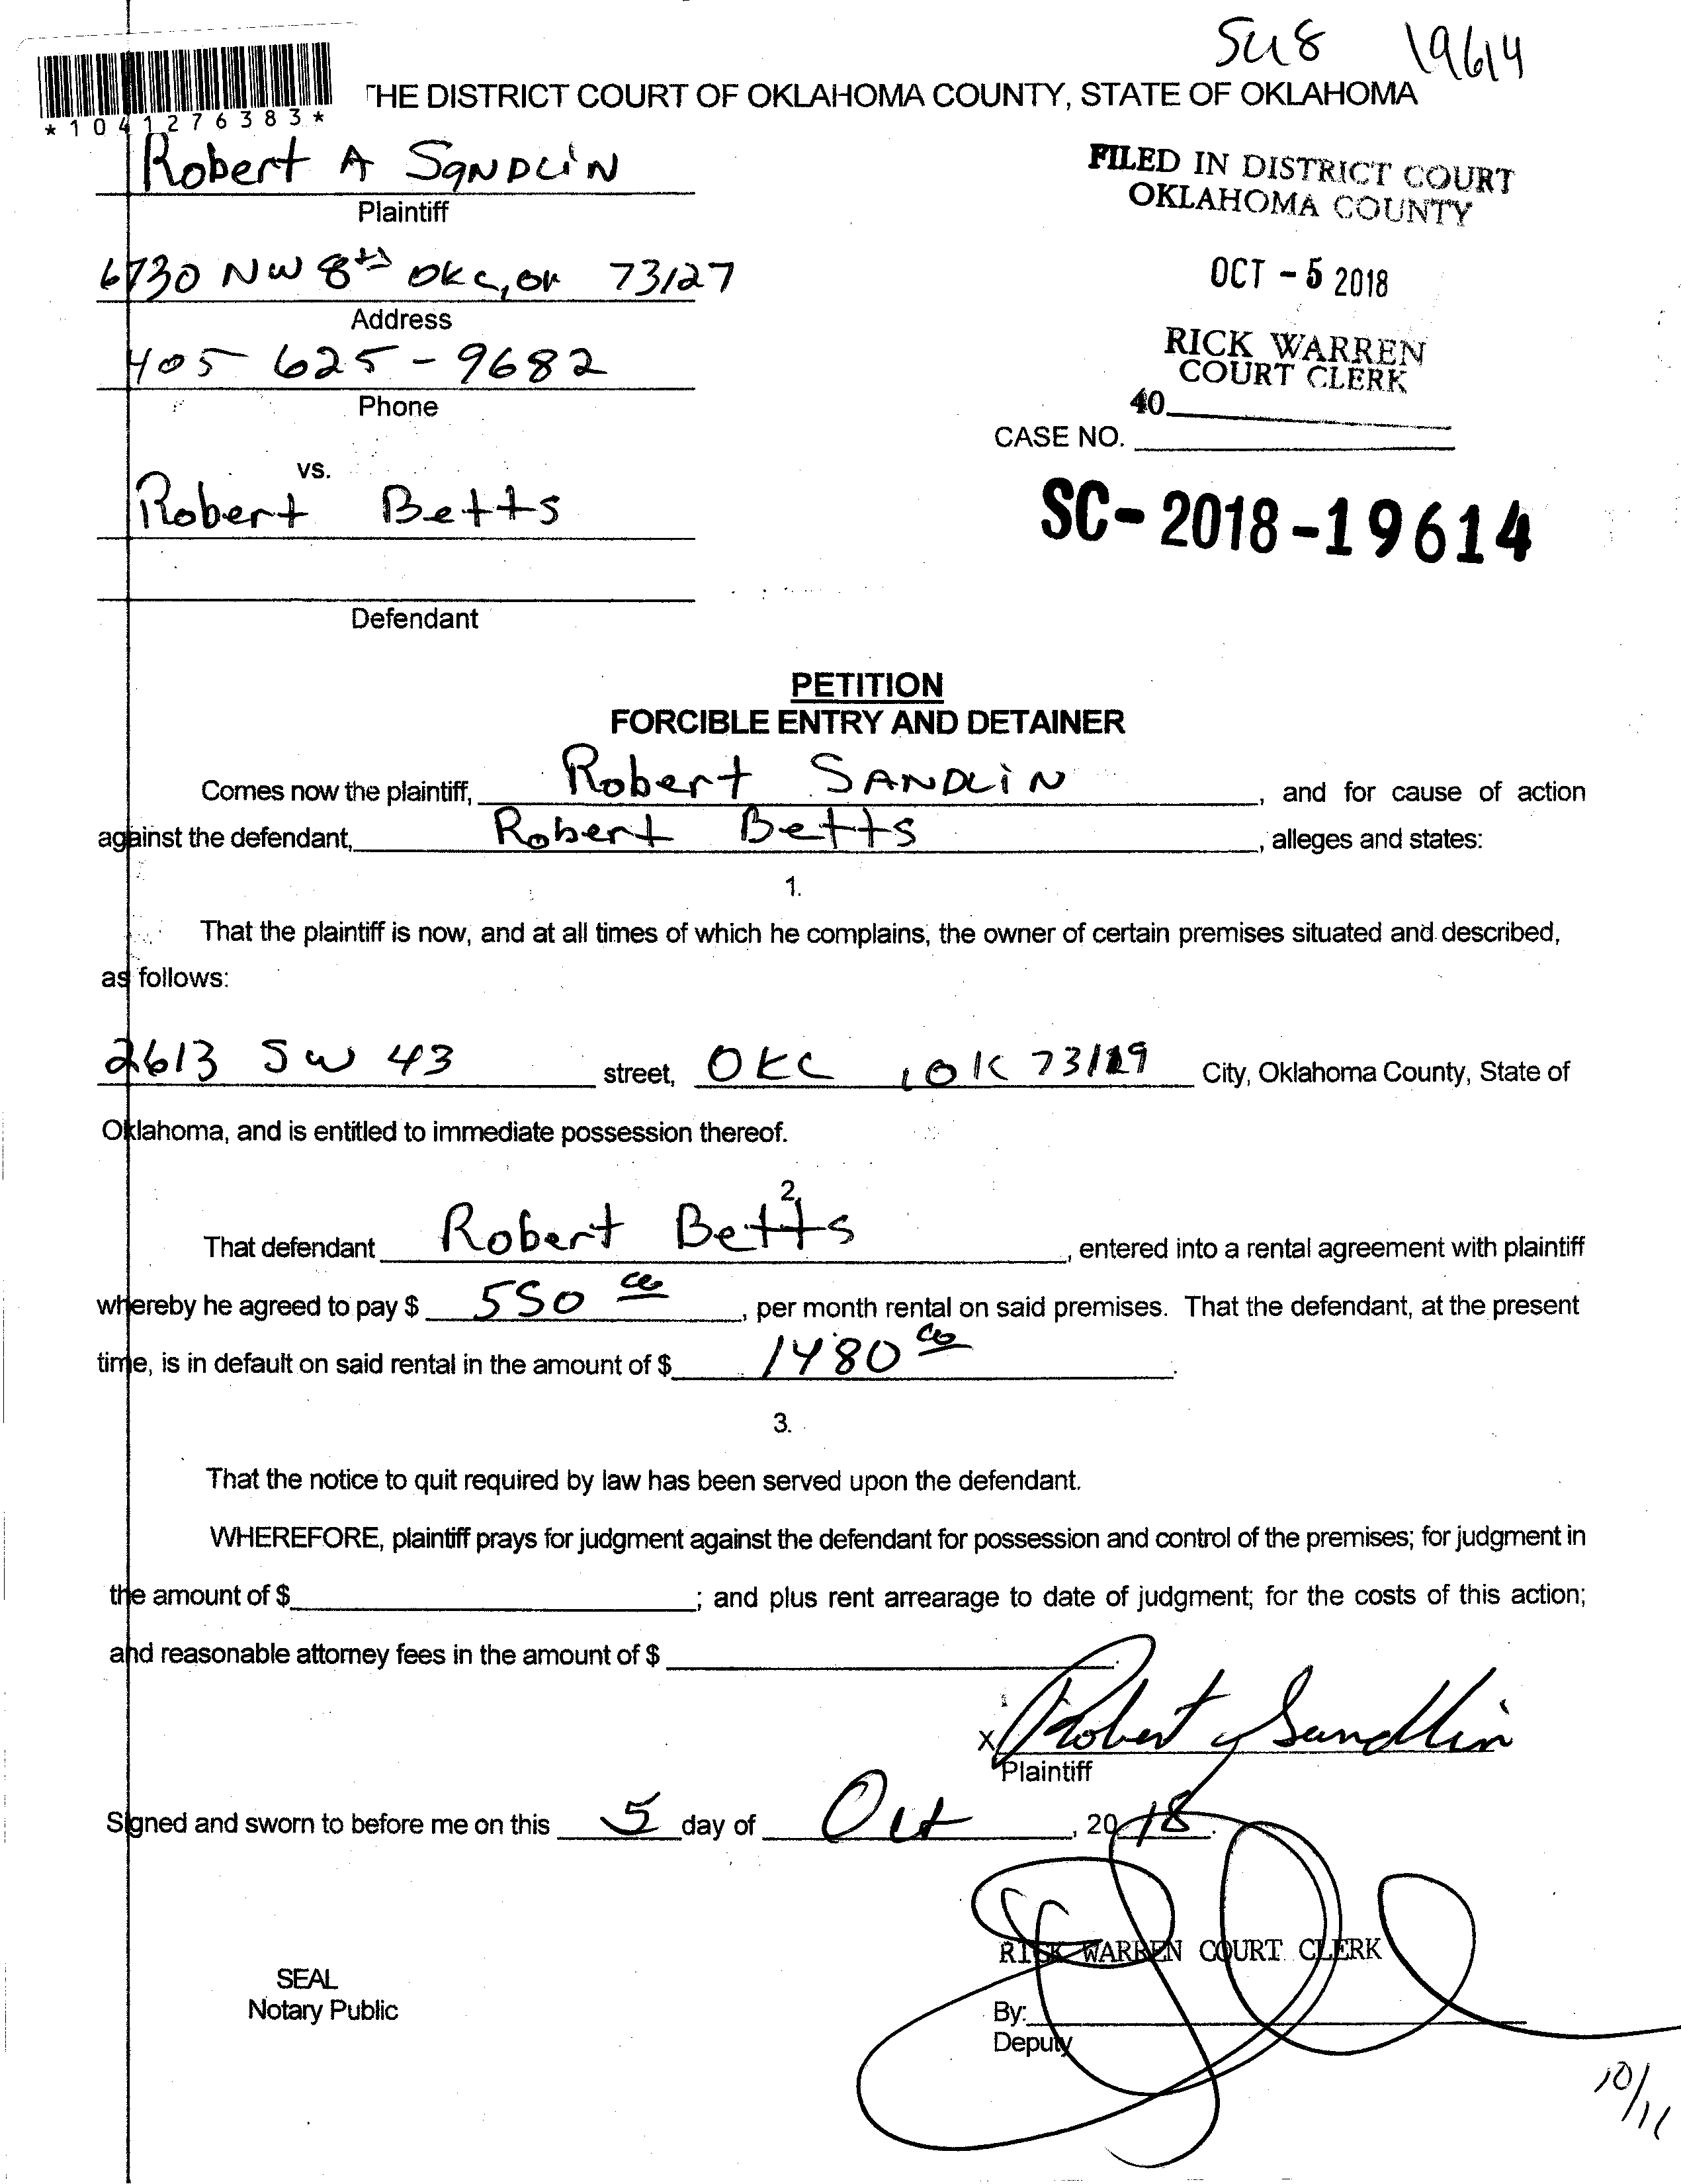 SU8 19614
THE DISTRICT COURT OF OKLAHOMA COUNTY, STATE OF OKLAHOMA
*1041276383*
Robert A Sandlin
Plaintiff
FILED IN DISTRICT COURT
OKLAHOMA COUNTY
6730 NW 8th OKC, OK 73127
Address
OCT - 5 2018
405 625-9682
Phone
RICK WARREN
COURT CLERK
40
CASE NO.
vs.
Robert Betts
SC-2018-19614
Defendant
PETITION
FORCIBLE ENTRY AND DETAINER
Comes now the plaintiff, Robert SANDLIN, and for cause of action
against the defendant, Robert Betts, alleges and states:
1.
That the plaintiff is now, and at all times of which he complains, the owner of certain premises situated and described,
as follows:
2613 SW 43 street, OKC, OK 73119 City, Oklahoma County, State of
Oklahoma, and is entitled to immediate possession thereof.
2.
That defendant Robert Betts, entered into a rental agreement with plaintiff
whereby he agreed to pay $ 550 00, per month rental on said premises. That the defendant, at the present
time, is in default on said rental in the amount of $ 1480 00.
3.
That the notice to quit required by law has been served upon the defendant.
WHEREFORE, plaintiff prays for judgment against the defendant for possession and control of the premises; for judgment in
the amount of $ ; and plus rent arrearage to date of judgment; for the costs of this action;
and reasonable attorney fees in the amount of $ .
X Robert Sandlin
Plaintiff
Signed and sworn to before me on this 5 day of Oct, 2018.
RICK WARREN COURT CLERK
SEAL
Notary Public
By:
Deputy
10/11